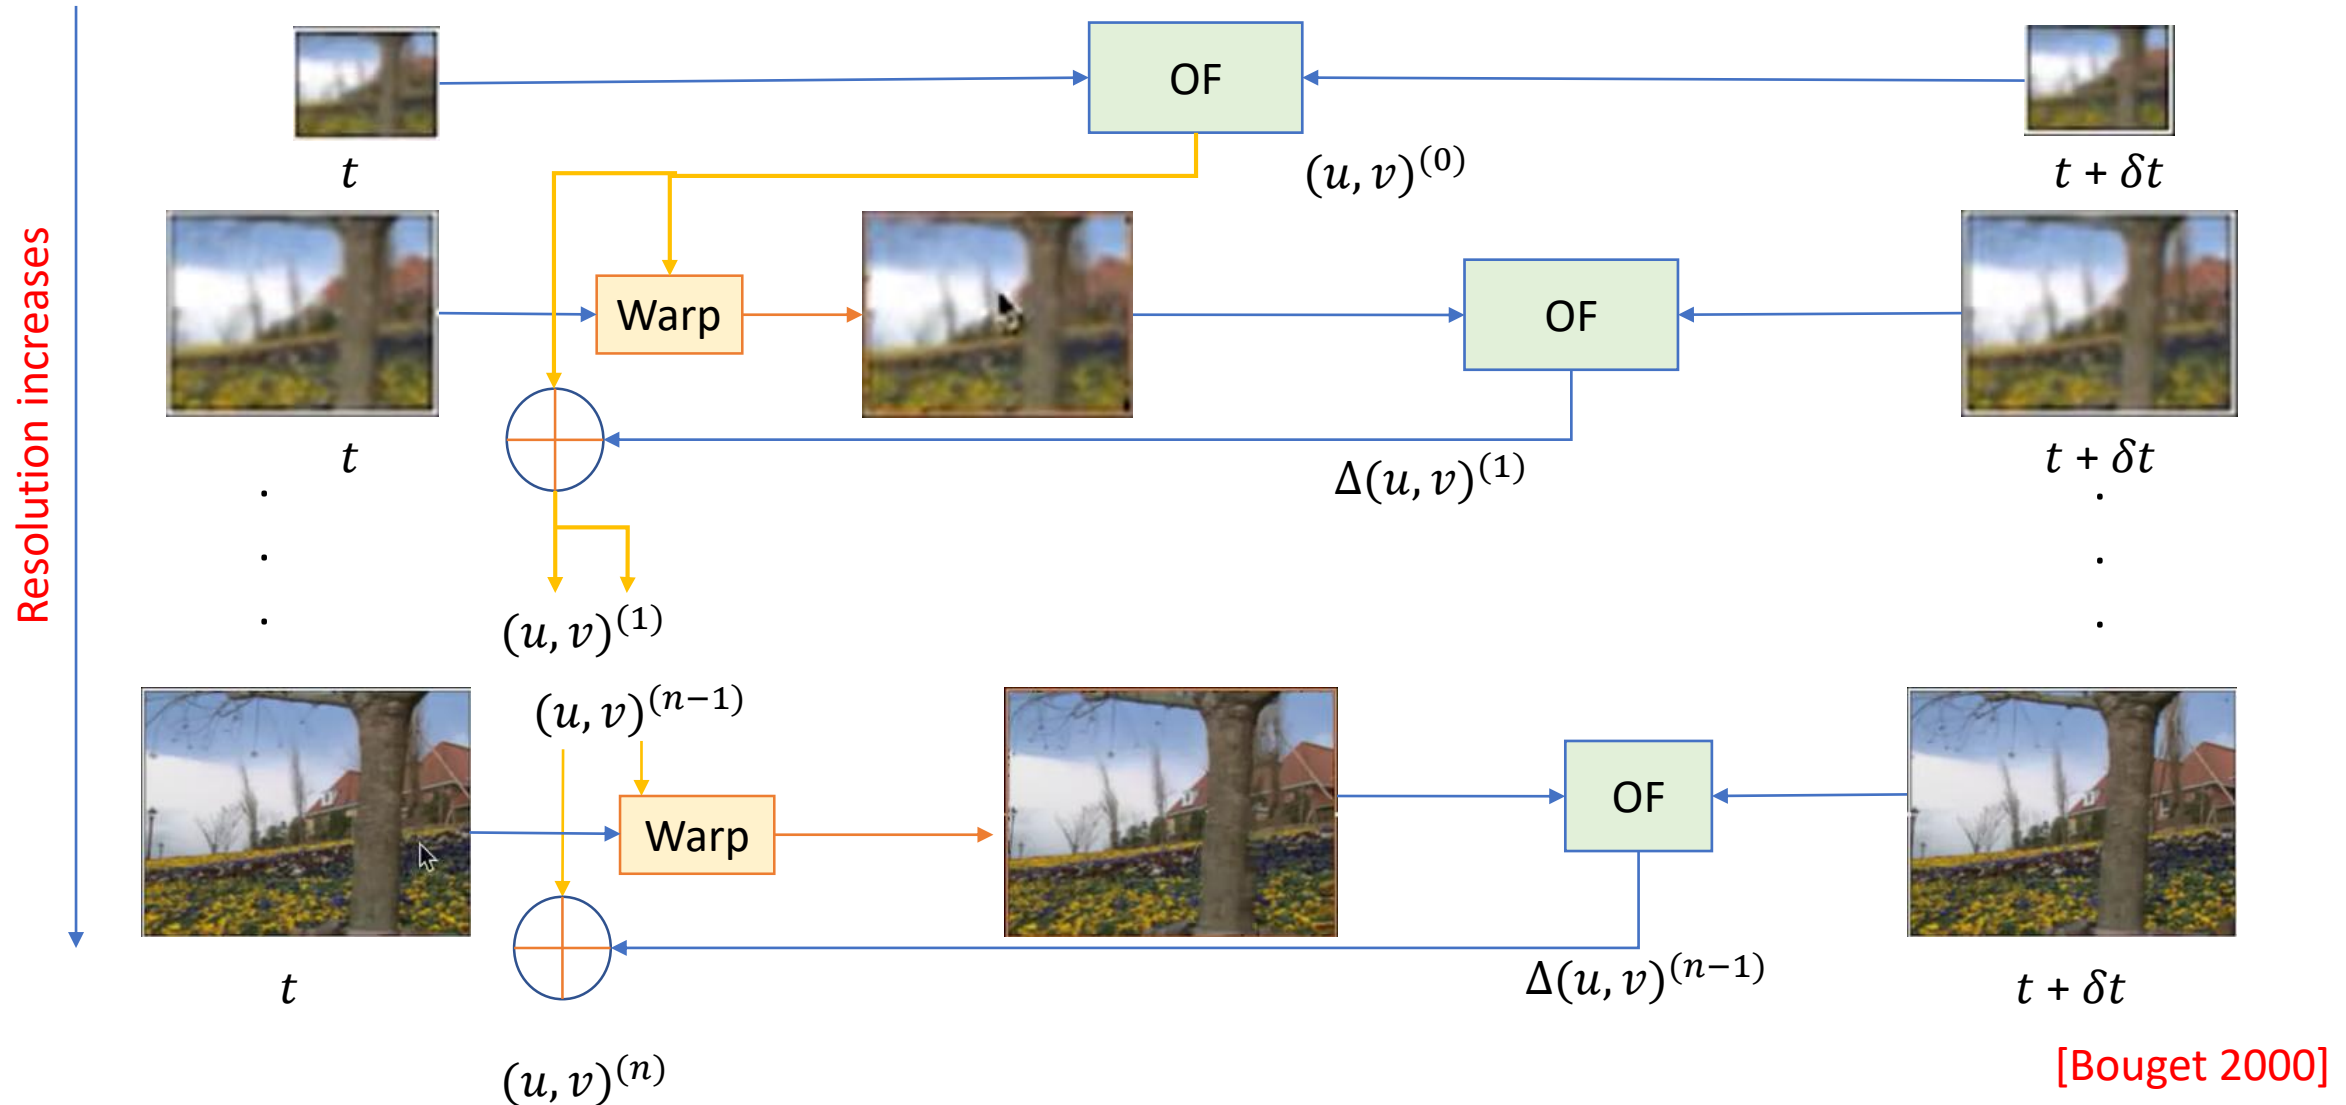 OF
t
(u, v)^(0)
t + δt
Resolution increases
Warp
OF
t
Δ(u, v)^(1)
t + δt
.
.
.
.
.
.
(u, v)^(1)
(u, v)^(n−1)
Warp
OF
t
Δ(u, v)^(n−1)
t + δt
(u, v)^(n)
[Bouget 2000]